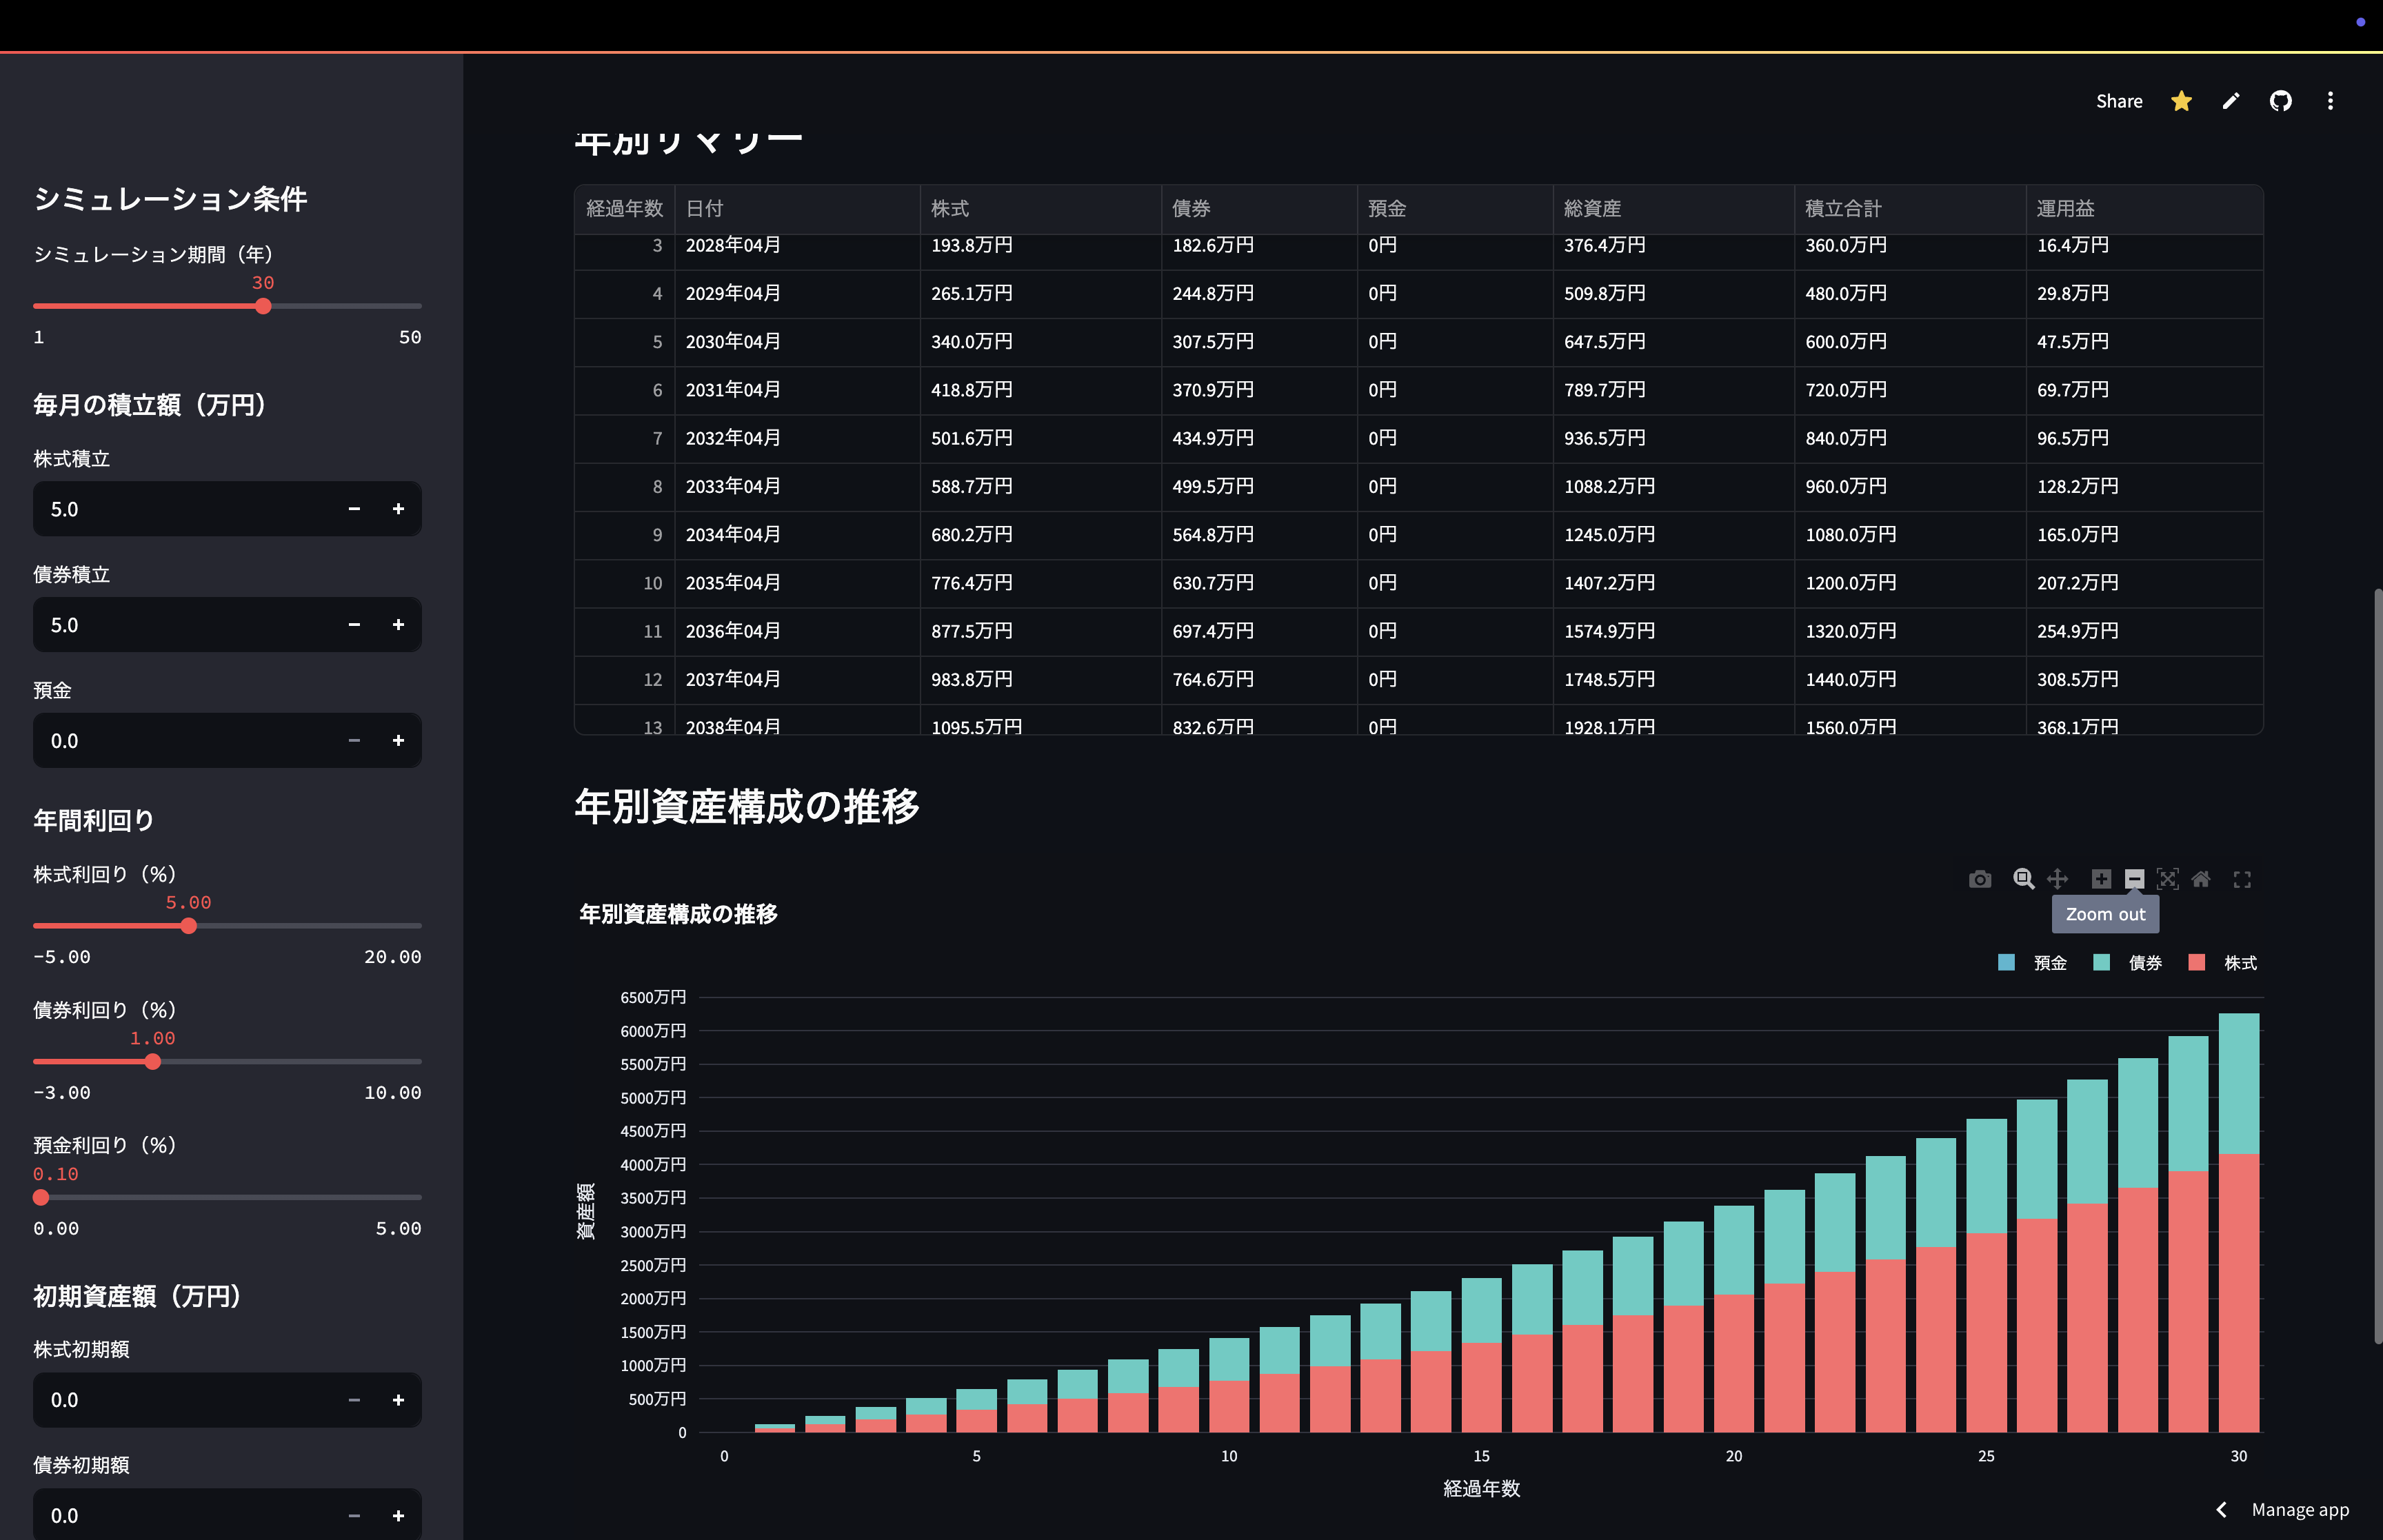 Share
シミュレーション条件
シミュレーション期間（年）
30
1 50
毎月の積立額（万円）
株式積立
5.0
債券積立
5.0
預金
0.0
年間利回り
株式利回り（%）
5.00
-5.00 20.00
債券利回り（%）
1.00
-3.00 10.00
預金利回り（%）
0.10
0.00 5.00
初期資産額（万円）
株式初期額
0.0
債券初期額
0.0
年別サマリー
経過年数 日付 株式 債券 預金 総資産 積立合計 運用益
3 2028年04月 193.8万円 182.6万円 0円 376.4万円 360.0万円 16.4万円
4 2029年04月 265.1万円 244.8万円 0円 509.8万円 480.0万円 29.8万円
5 2030年04月 340.0万円 307.5万円 0円 647.5万円 600.0万円 47.5万円
6 2031年04月 418.8万円 370.9万円 0円 789.7万円 720.0万円 69.7万円
7 2032年04月 501.6万円 434.9万円 0円 936.5万円 840.0万円 96.5万円
8 2033年04月 588.7万円 499.5万円 0円 1088.2万円 960.0万円 128.2万円
9 2034年04月 680.2万円 564.8万円 0円 1245.0万円 1080.0万円 165.0万円
10 2035年04月 776.4万円 630.7万円 0円 1407.2万円 1200.0万円 207.2万円
11 2036年04月 877.5万円 697.4万円 0円 1574.9万円 1320.0万円 254.9万円
12 2037年04月 983.8万円 764.6万円 0円 1748.5万円 1440.0万円 308.5万円
13 2038年04月 1095.5万円 832.6万円 0円 1928.1万円 1560.0万円 368.1万円
年別資産構成の推移
年別資産構成の推移
Zoom out
預金 債券 株式
6500万円
6000万円
5500万円
5000万円
4500万円
4000万円
3500万円
3000万円
2500万円
2000万円
1500万円
1000万円
500万円
0
資産額
0 5 10 15 20 25 30
経過年数
Manage app